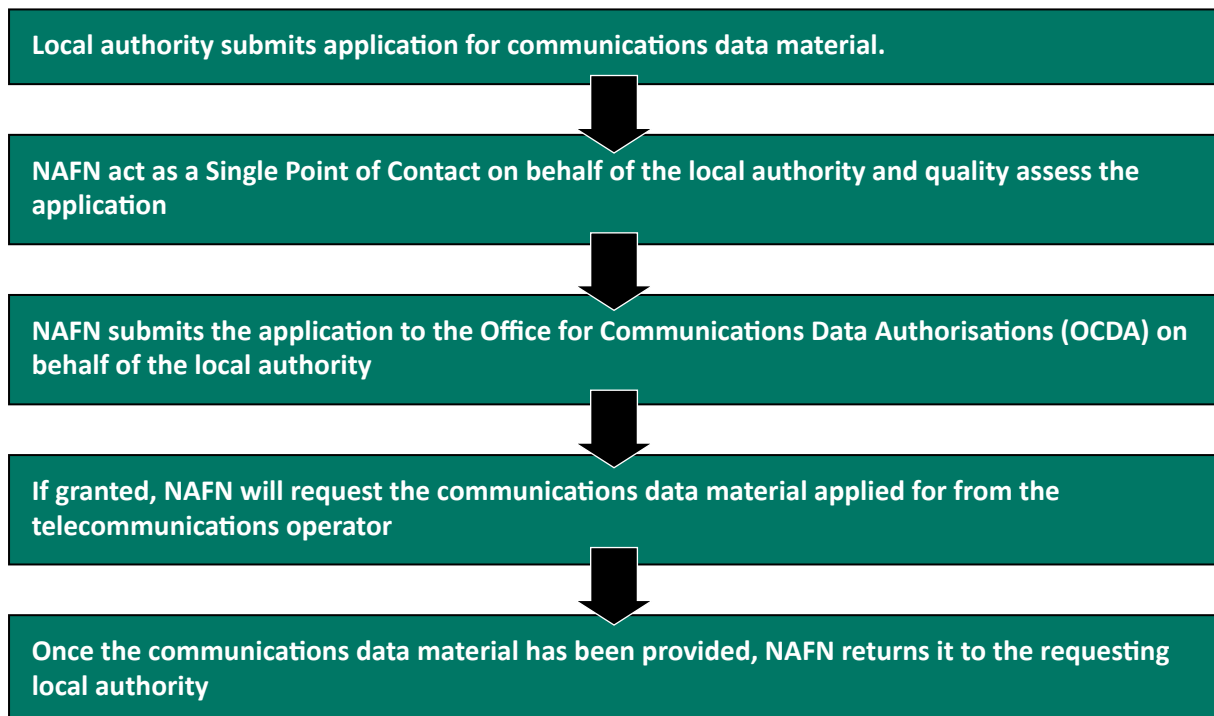 Local authority submits application for communications data material.
NAFN act as a Single Point of Contact on behalf of the local authority and quality assess the
application
NAFN submits the application to the Office for Communications Data Authorisations (OCDA) on
behalf of the local authority
If granted, NAFN will request the communications data material applied for from the
telecommunications operator
Once the communications data material has been provided, NAFN returns it to the requesting
local authority